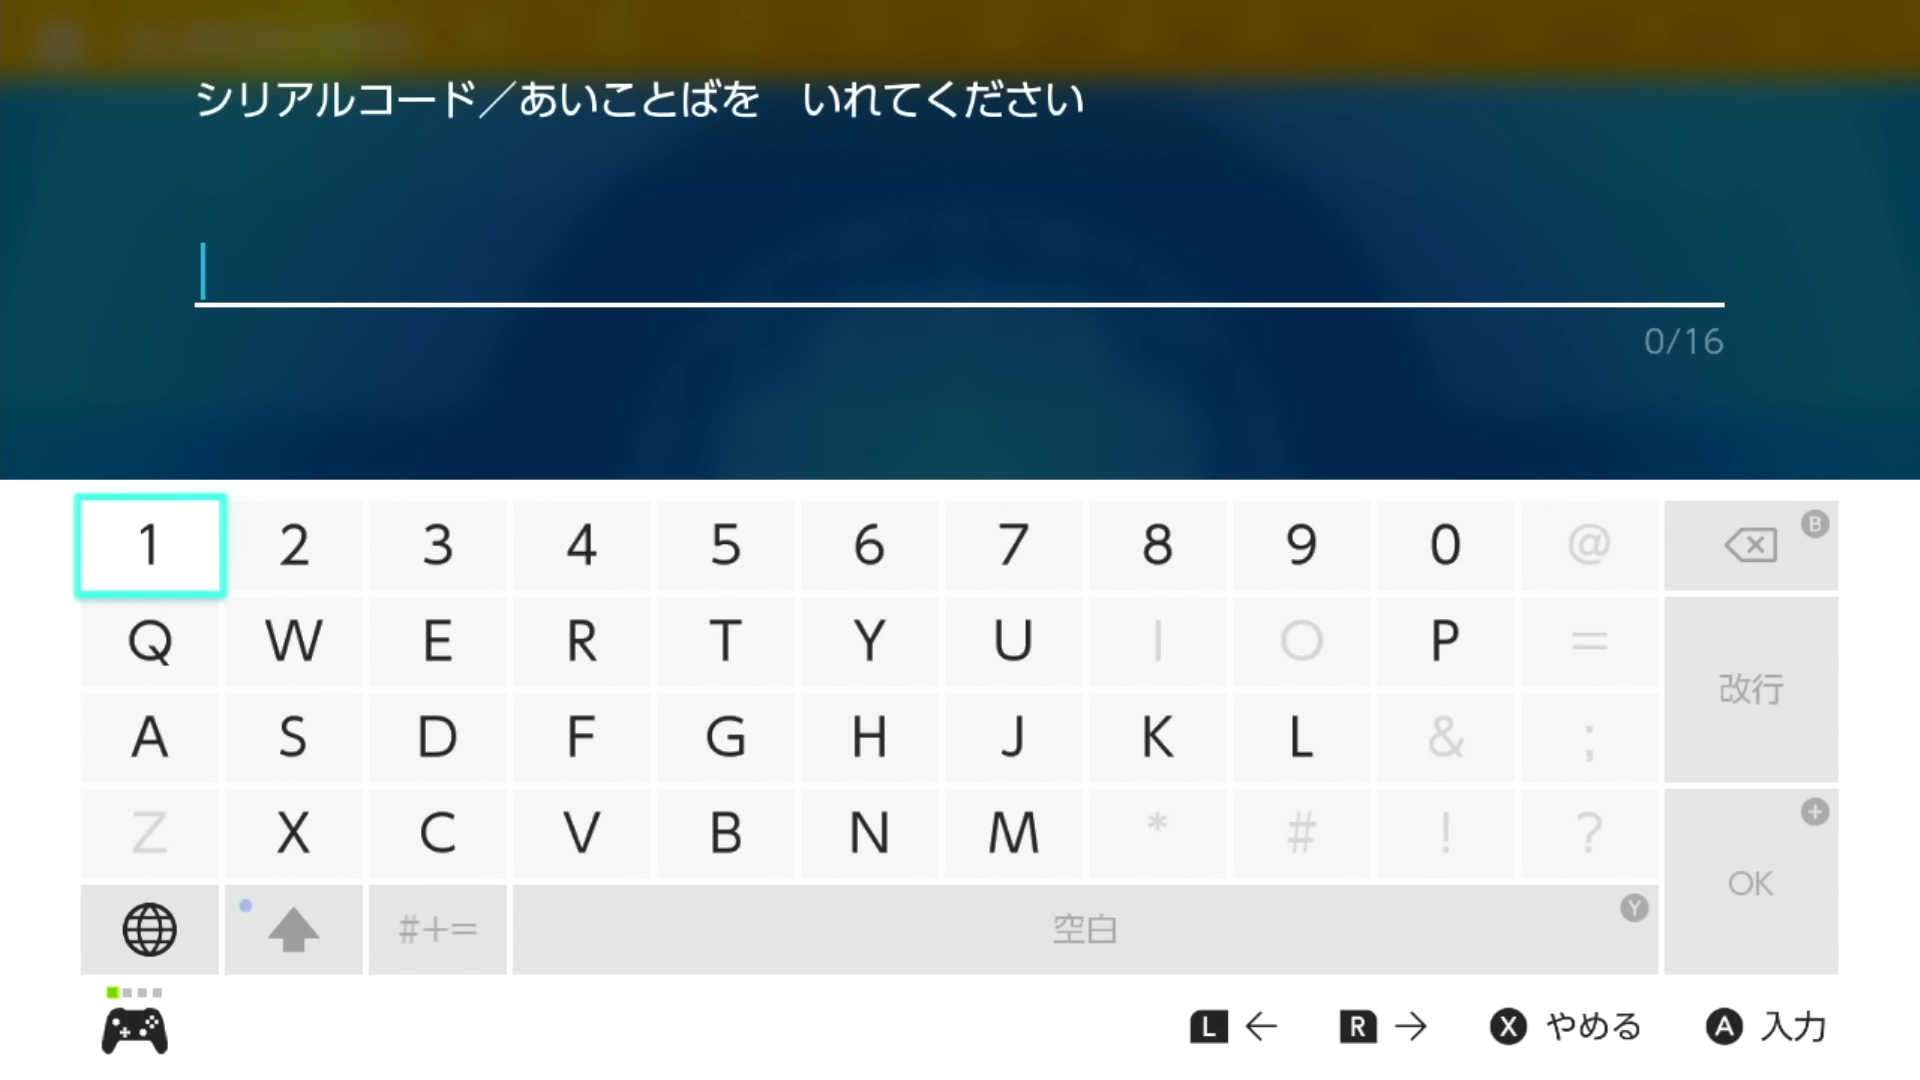 シリアルコード／あいことばを　いれてください
0/16
1 2 3 4 5 6 7 8 9 0 @ B
Q W E R T Y U I O P = 改行
A S D F G H J K L & ;
Z X C V B N M * # ! ? + OK
#+= 空白 Y
L ← R → X やめる A 入力